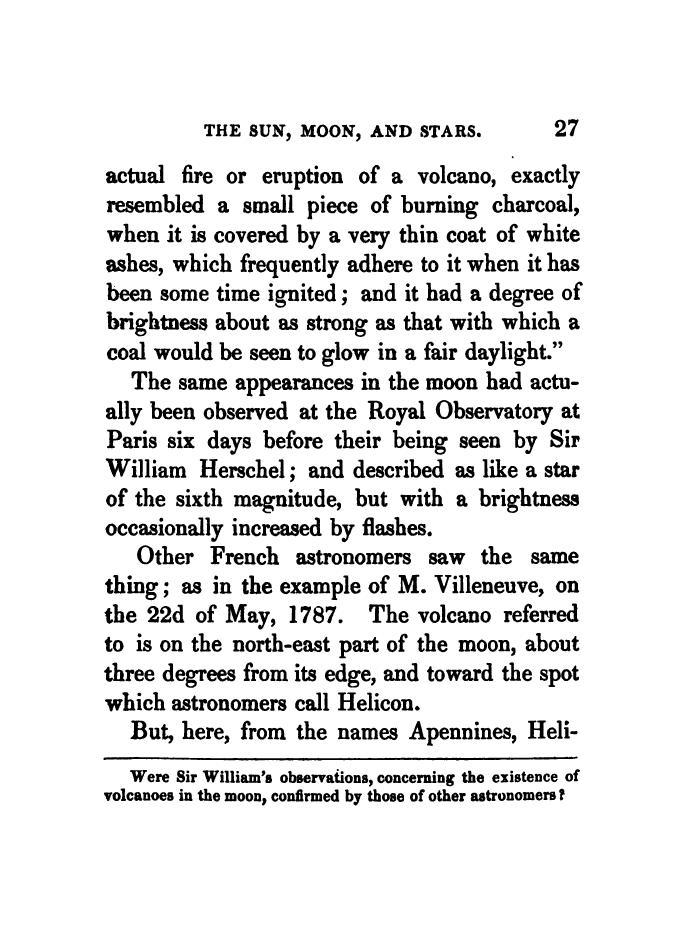 THE SUN, MOON, AND STARS. 27
actual fire or eruption of a volcano, exactly
resembled a small piece of burning charcoal,
when it is covered by a very thin coat of white
ashes, which frequently adhere to it when it has
been some time ignited; and it had a degree of
brightness about as strong as that with which a
coal would be seen to glow in a fair daylight."
The same appearances in the moon had actu-
ally been observed at the Royal Observatory at
Paris six days before their being seen by Sir
William Herschel; and described as like a star
of the sixth magnitude, but with a brightness
occasionally increased by flashes.
Other French astronomers saw the same
thing; as in the example of M. Villeneuve, on
the 22d of May, 1787. The volcano referred
to is on the north-east part of the moon, about
three degrees from its edge, and toward the spot
which astronomers call Helicon.
But, here, from the names Apennines, Heli-
Were Sir William's observations, concerning the existence of
volcanoes in the moon, confirmed by those of other astronomers?